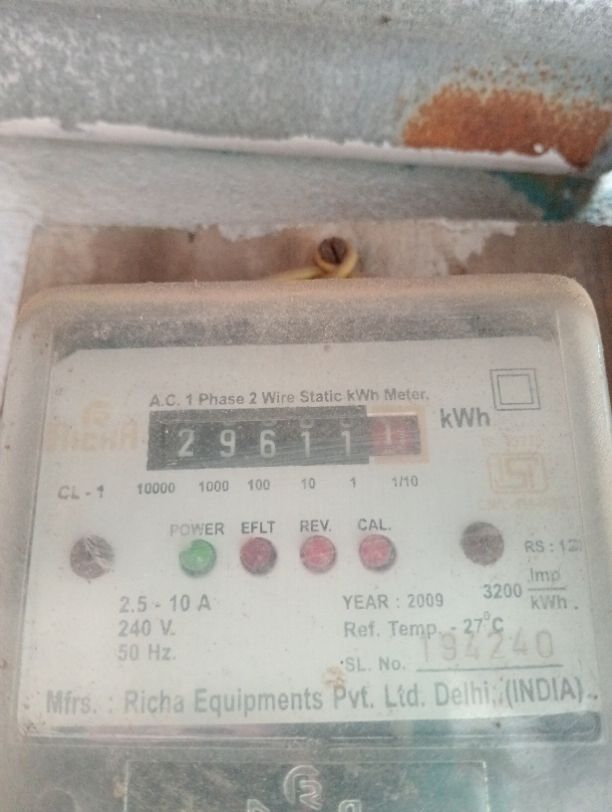 A.C. 1 Phase 2 Wire Static kWh Meter.
RICHA
2 9 6 1 1 1 kWh
CL - 1 10000 1000 100 10 1 1/10
POWER EFLT REV. CAL.
2.5 - 10 A
240 V.
50 Hz.
YEAR : 2009
3200 Imp/kWh.
Ref. Temp. - 27°C
SL. No. 194240
Mfrs. : Richa Equipments Pvt. Ltd. Delhi. (INDIA)